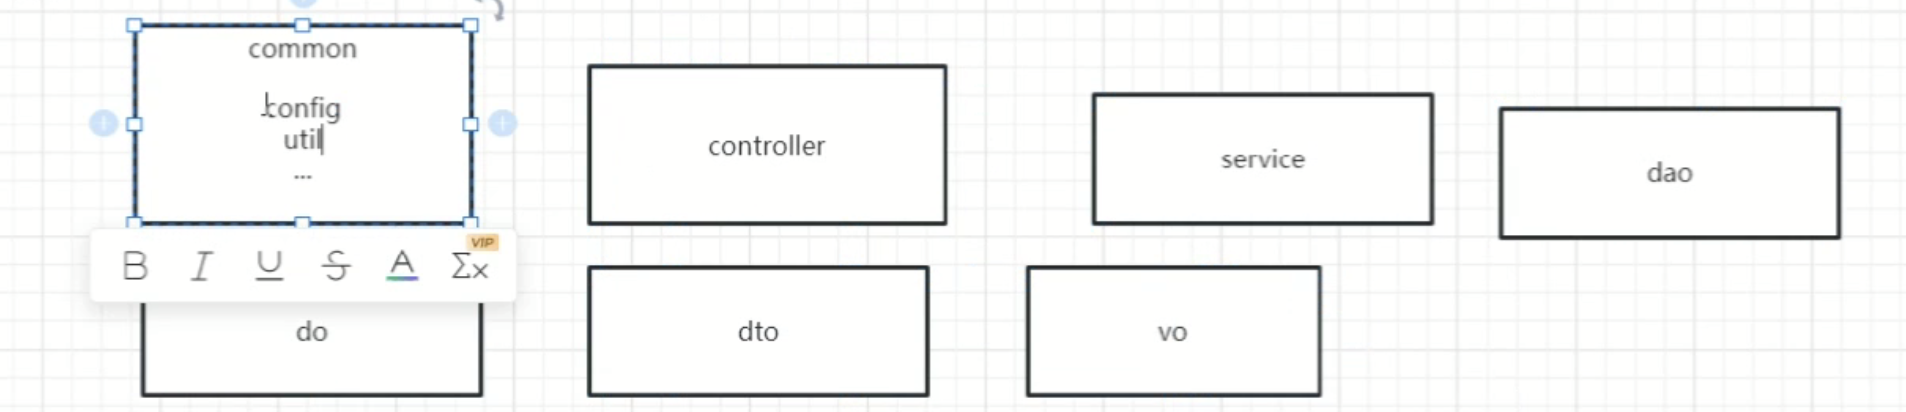 common
config
util
...
controller
service
dao
VIP
B I U S A Σx
do
dto
vo